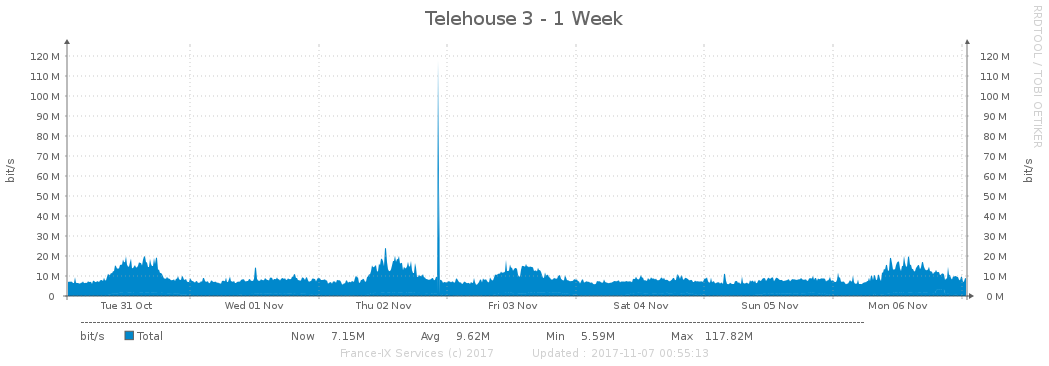 Telehouse 3 - 1 Week
RRDTOOL / TOBI OETIKER
120 M 120 M
110 M 110 M
100 M 100 M
90 M 90 M
80 M 80 M
70 M 70 M
60 M 60 M
50 M 50 M
40 M 40 M
30 M 30 M
20 M 20 M
10 M 10 M
0 0 M
bit/s bit/s
Tue 31 Oct Wed 01 Nov Thu 02 Nov Fri 03 Nov Sat 04 Nov Sun 05 Nov Mon 06 Nov
bit/s Total Now 7.15M Avg 9.62M Min 5.59M Max 117.82M
France-IX Services (c) 2017 Updated : 2017-11-07 00:55:13